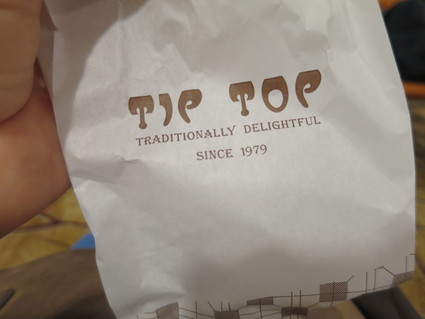 TIP TOP
TRADITIONALLY DELIGHTFUL
SINCE 1979